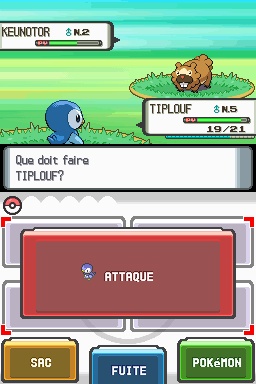 KEUNOTOR ♂ N.2
PV
TIPLOUF ♂ N.5
PV
19/21
Que doit faire
TIPLOUF?
ATTAQUE
SAC
FUITE
POKéMON